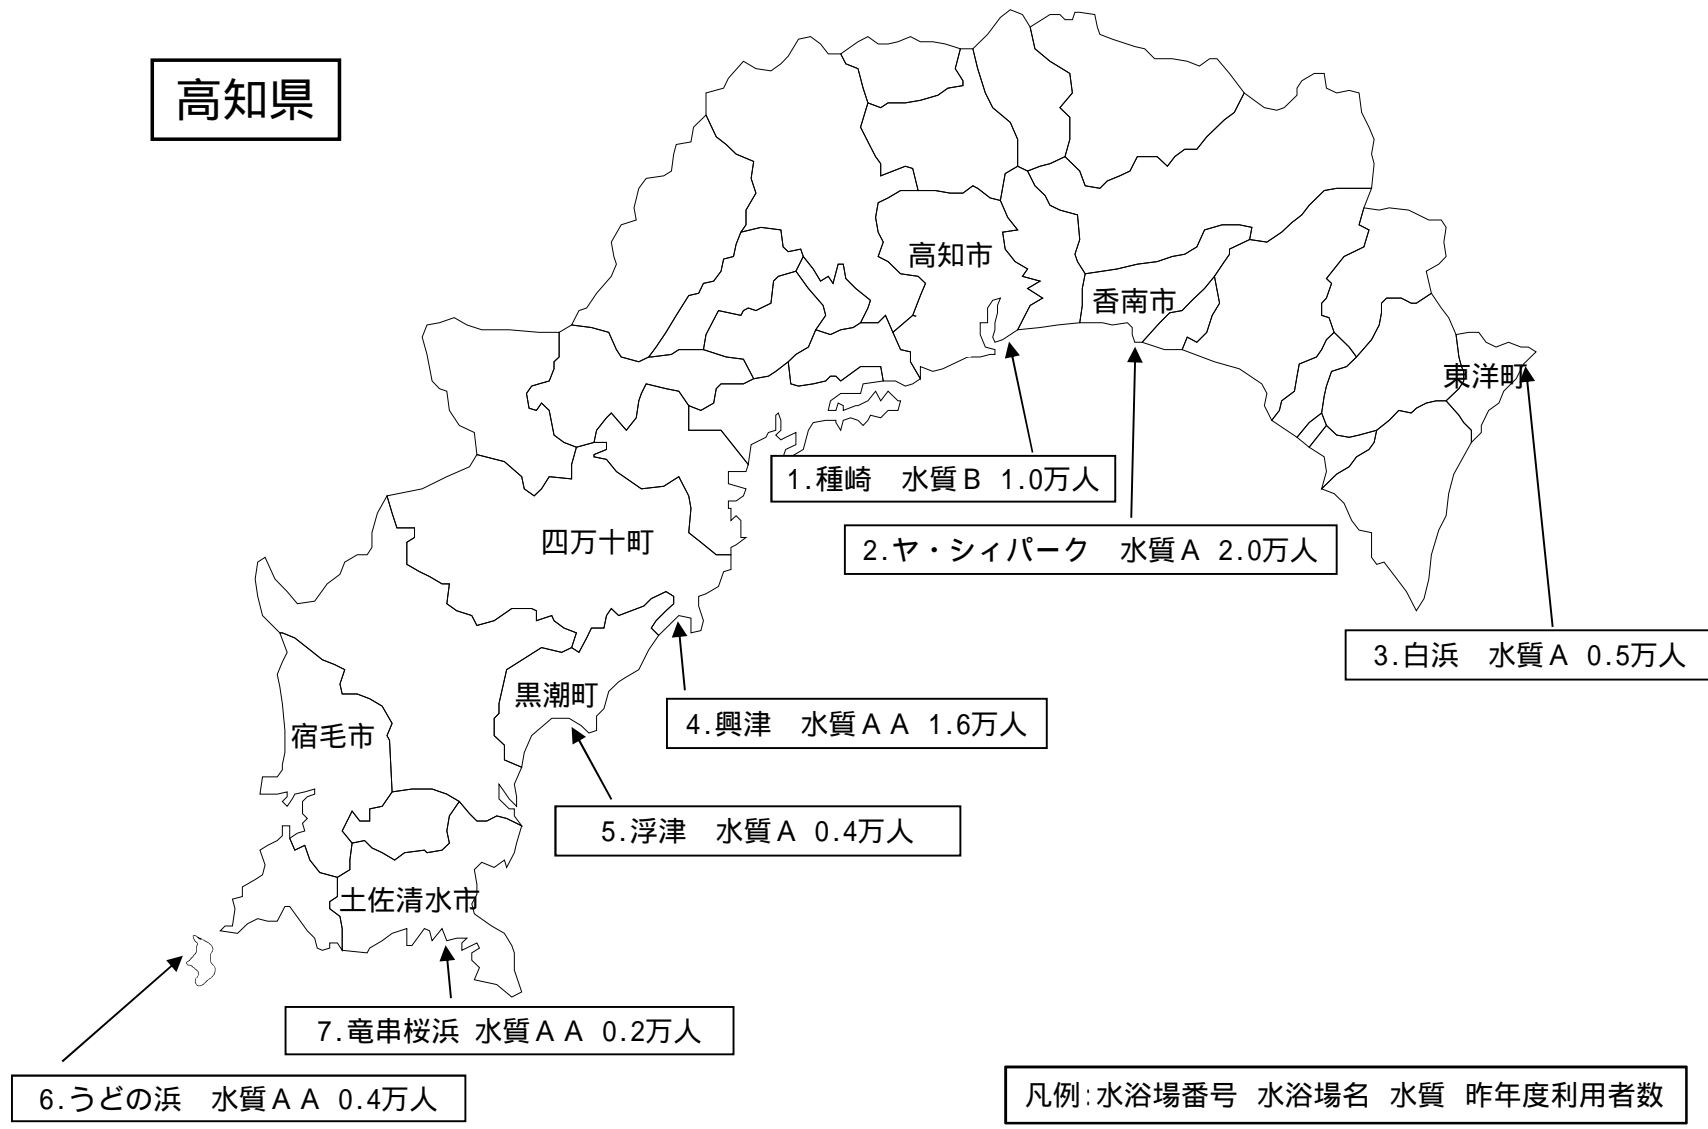 高知県
高知市
香南市
東洋町
1.種崎　水質Ｂ 1.0万人
四万十町
2.ヤ・シィパーク　水質Ａ 2.0万人
3.白浜　水質Ａ 0.5万人
黒潮町
4.興津　水質ＡＡ 1.6万人
宿毛市
5.浮津　水質Ａ 0.4万人
土佐清水市
7.竜串桜浜 水質ＡＡ 0.2万人
6.うどの浜　水質ＡＡ 0.4万人
凡例:水浴場番号 水浴場名 水質 昨年度利用者数